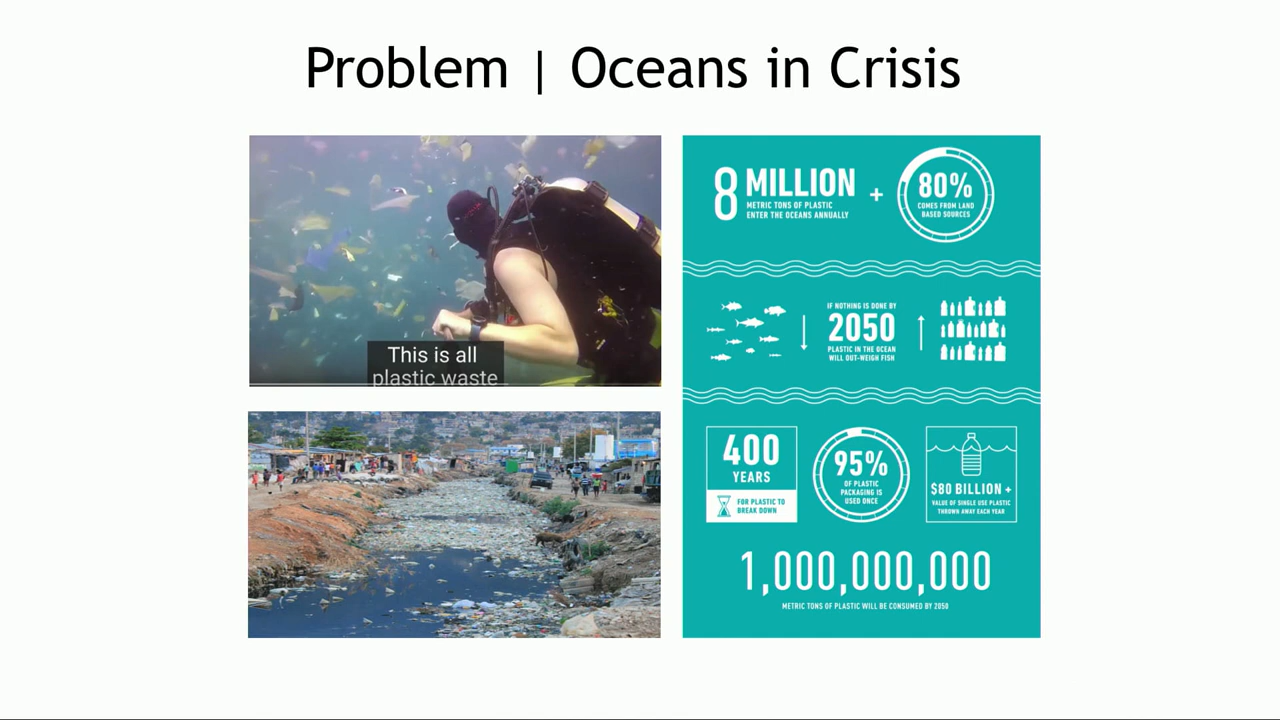 Problem | Oceans in Crisis
This is all
plastic waste
8 MILLION
METRIC TONS OF PLASTIC
ENTER THE OCEANS ANNUALLY
+
80%
COMES FROM LAND
BASED SOURCES
IF NOTHING IS DONE BY
2050
PLASTIC IN THE OCEAN
WILL OUT-WEIGH FISH
400
YEARS
FOR PLASTIC TO
BREAK DOWN
95%
OF PLASTIC
PACKAGING IS
USED ONCE
$80 BILLION +
VALUE OF SINGLE USE PLASTIC
THROWN AWAY EACH YEAR
1,000,000,000
METRIC TONS OF PLASTIC WILL BE CONSUMED BY 2050